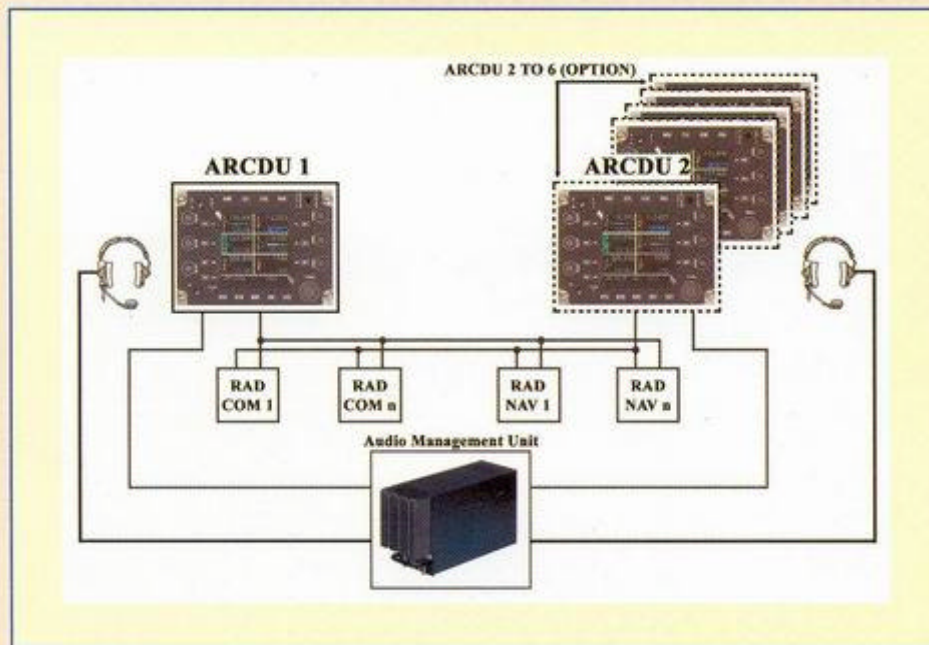 ARCDU 2 TO 6 (OPTION)
ARCDU 1
ARCDU 2
RAD
COM 1
RAD
COM n
RAD
NAV 1
RAD
NAV n
Audio Management Unit